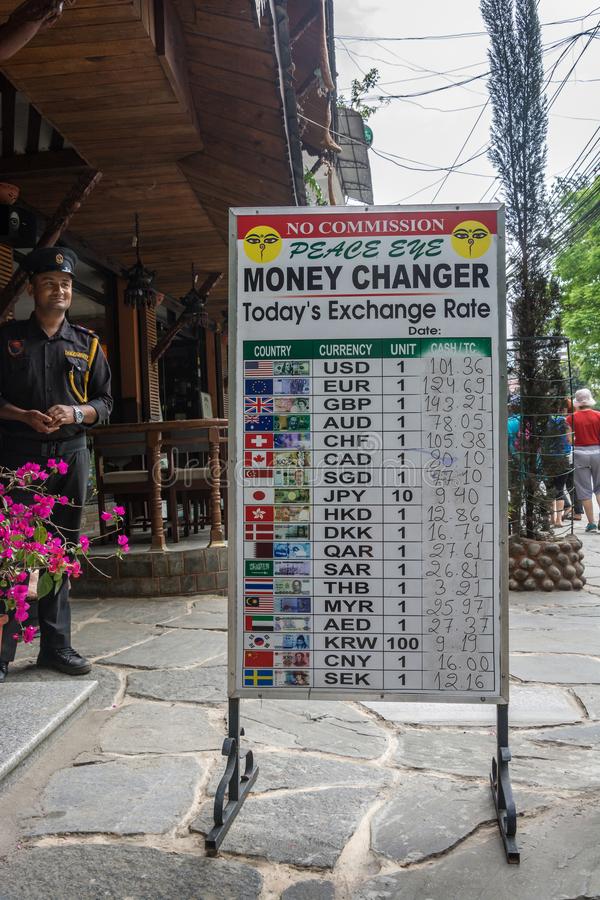 NO COMMISSION
PEACE EYE
MONEY CHANGER
Today's Exchange Rate
Date:
COUNTRY CURRENCY UNIT CASH/TC.
USD 1 101.36
EUR 1 124.69
GBP 1 143.21
AUD 1 78.05
CHF 1 105.38
CAD 1 80.10
SGD 1
JPY 10 9.40
HKD 1 12.86
DKK 1 16.74
QAR 1 27.61
SAR 1 26.81
THB 1 3.21
MYR 1 25.97
AED 1 27.37
KRW 100 9.19
CNY 1 16.00
SEK 1 12.16
dreamstime